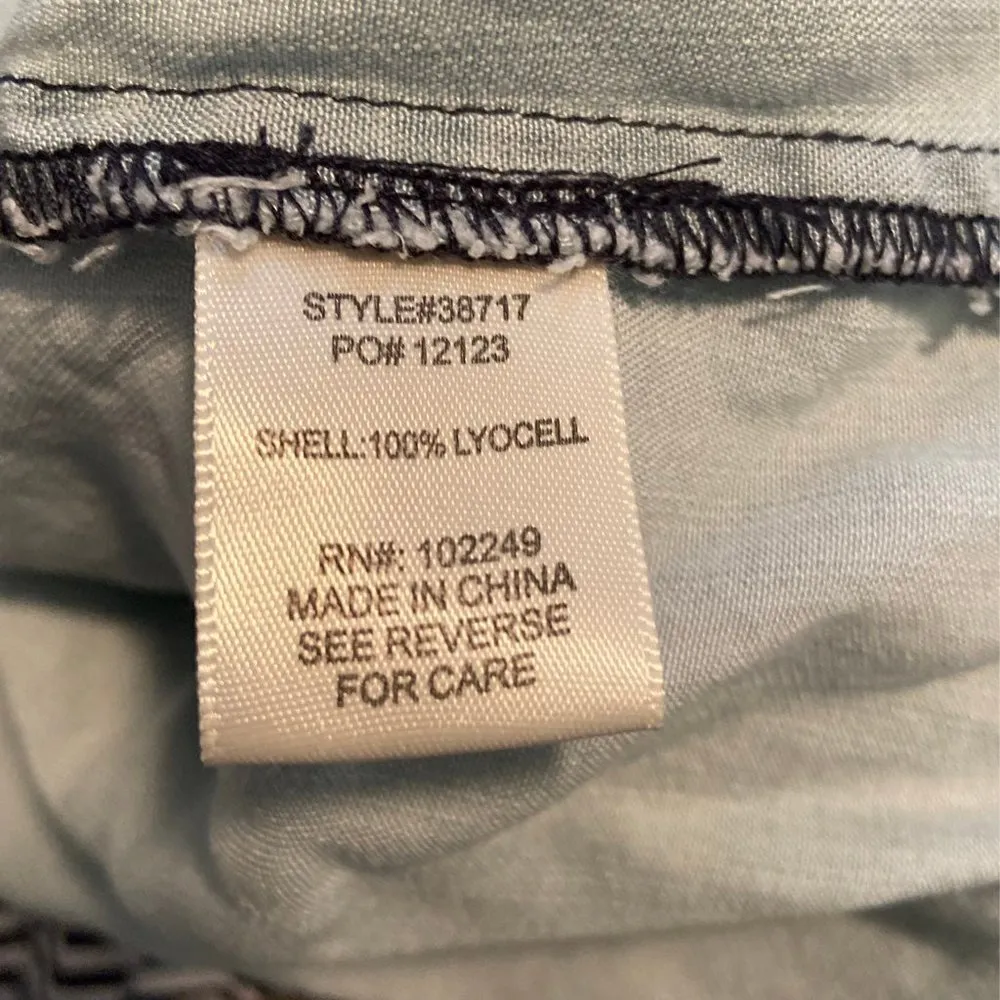 STYLE#38717
PO# 12123
SHELL:100% LYOCELL
RN#: 102249
MADE IN CHINA
SEE REVERSE
FOR CARE